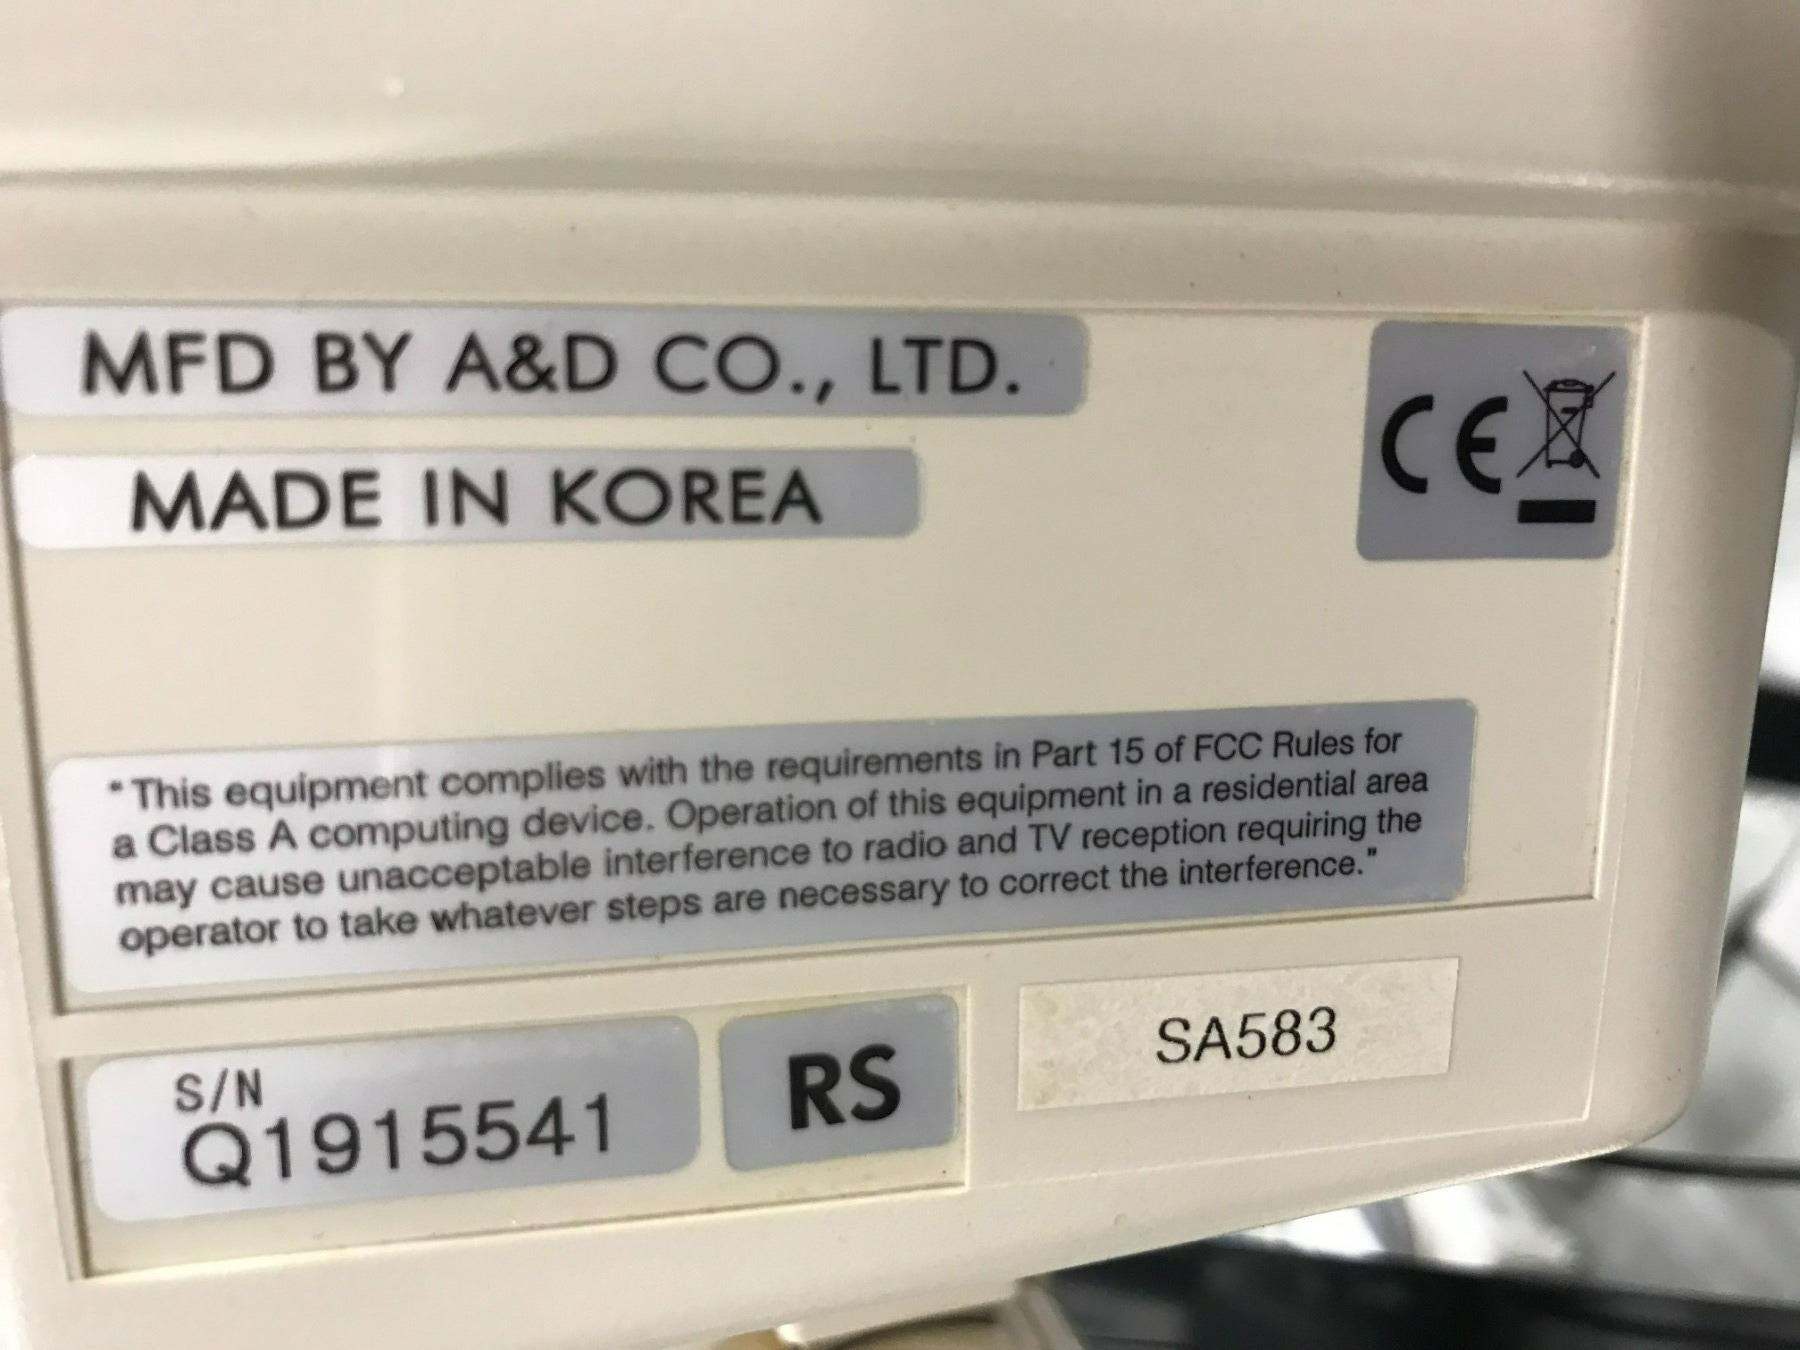 MFD BY A&D CO., LTD.
MADE IN KOREA
CE
"This equipment complies with the requirements in Part 15 of FCC Rules for
a Class A computing device. Operation of this equipment in a residential area
may cause unacceptable interference to radio and TV reception requiring the
operator to take whatever steps are necessary to correct the interference."
S/N
Q1915541
RS
SA583